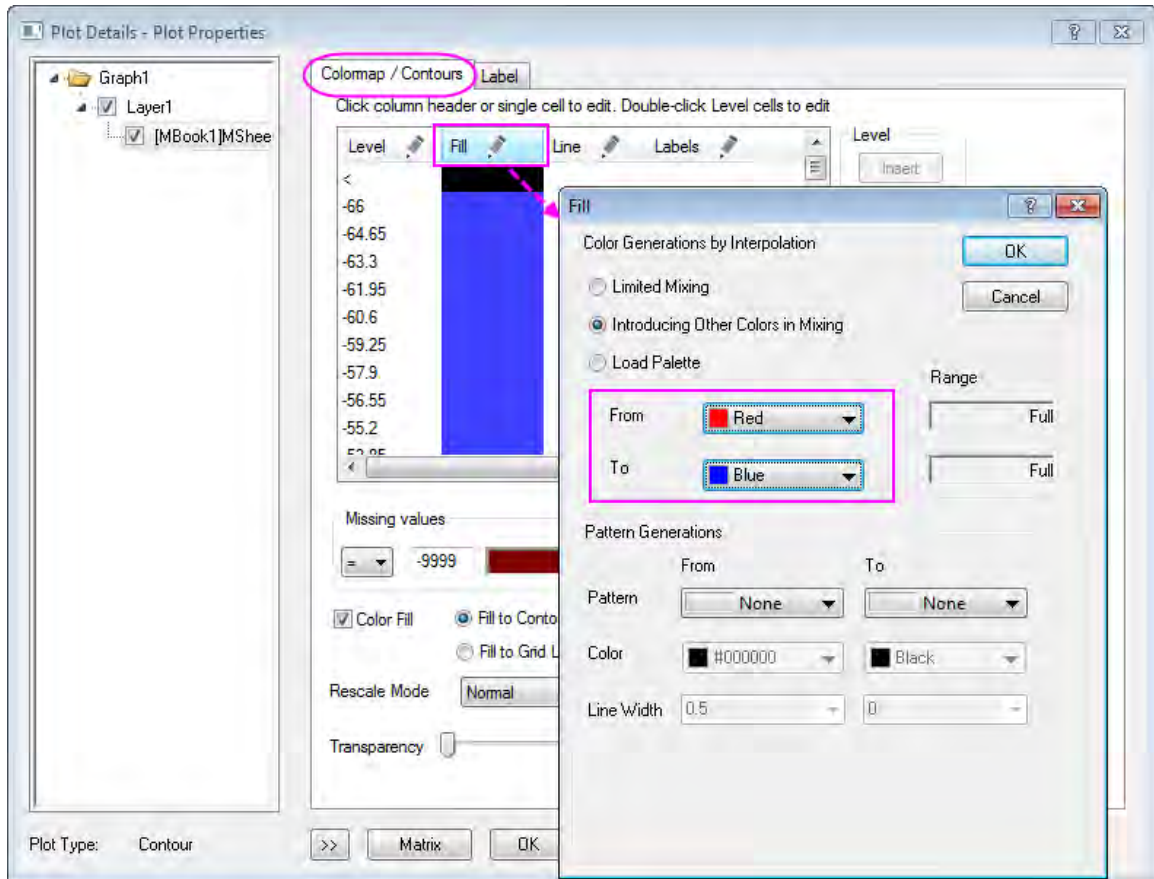 Plot Details - Plot Properties
Graph1
Layer1
[MBook1]MShee
Colormap / Contours
Label
Click column header or single cell to edit. Double-click Level cells to edit
Level Fill Line Labels
Level
Insert
<
-66
-64.65
-63.3
-61.95
-60.6
-59.25
-57.9
-56.55
-55.2
Missing values
= -9999
Color Fill Fill to Conto
Fill to Grid L
Rescale Mode Normal
Transparency
Plot Type: Contour
>> Matrix OK
Fill
Color Generations by Interpolation
OK
Limited Mixing
Cancel
Introducing Other Colors in Mixing
Load Palette
Range
From Red Full
To Blue Full
Pattern Generations
From To
Pattern None None
Color #000000 Black
Line Width 0.5 0